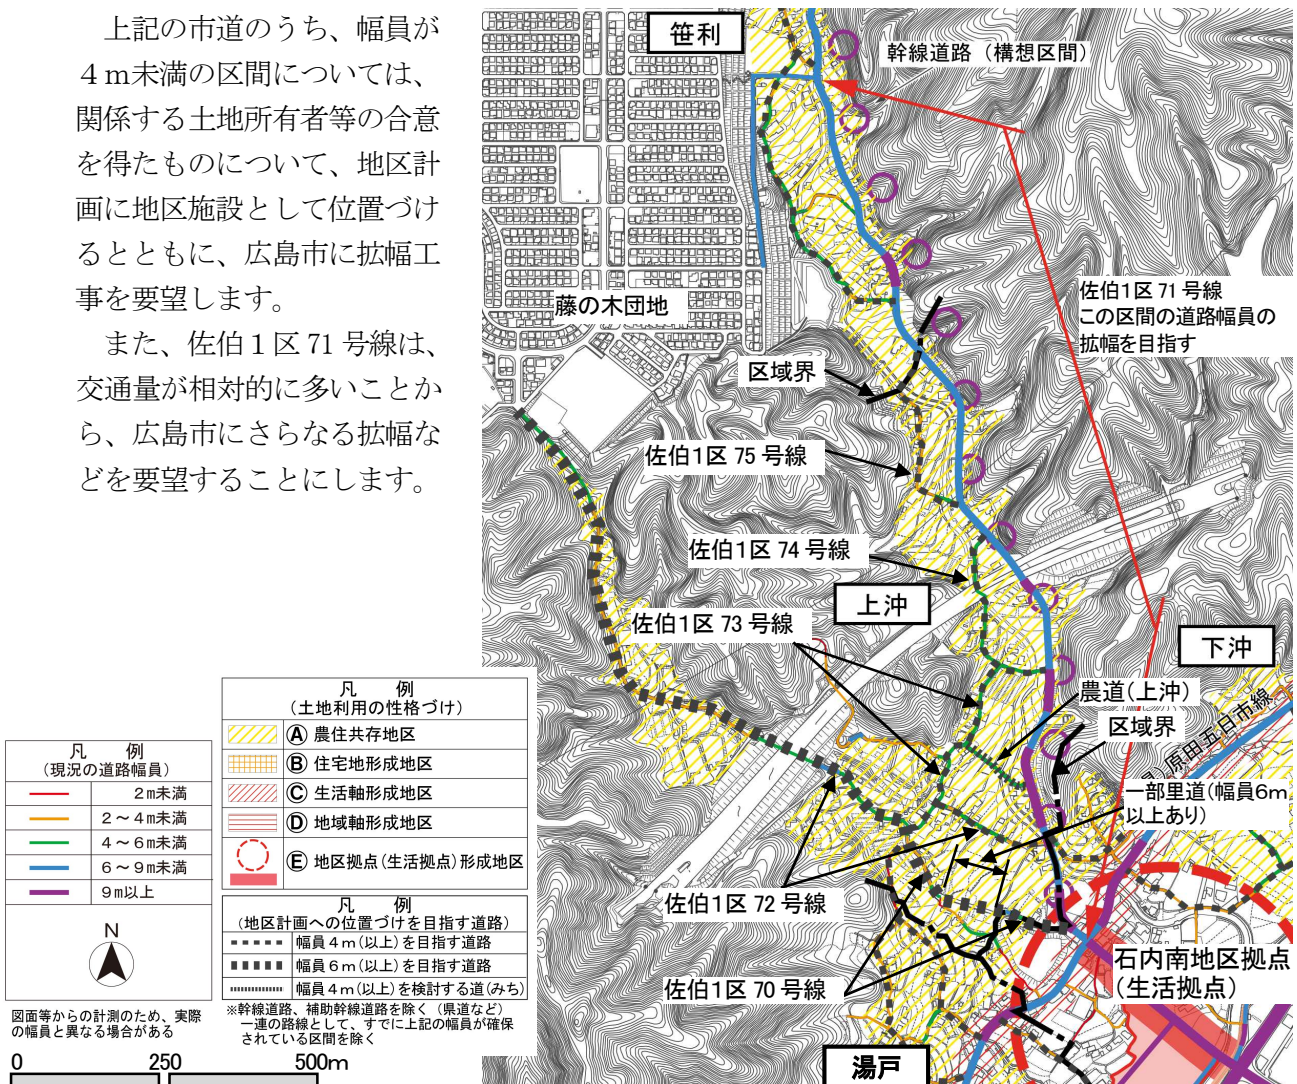 上記の市道のうち、幅員が
４ｍ未満の区間については、
関係する土地所有者等の合意
を得たものについて、地区計
画に地区施設として位置づけ
るとともに、広島市に拡幅工
事を要望します。
また、佐伯１区 71 号線は、
交通量が相対的に多いことか
ら、広島市にさらなる拡幅な
どを要望することにします。
笹利
幹線道路（構想区間）
藤の木団地
佐伯1区 71 号線
この区間の道路幅員の
拡幅を目指す
区域界
佐伯1区 75 号線
佐伯1区 74 号線
上沖
佐伯1区 73 号線
下沖
農道(上沖)
区域界
原田五日市線
一部里道(幅員6m
以上あり)
佐伯1区 72 号線
佐伯1区 70 号線
石内南地区拠点
(生活拠点)
湯戸
凡　例
(土地利用の性格づけ)
Ⓐ 農住共存地区
Ⓑ 住宅地形成地区
Ⓒ 生活軸形成地区
Ⓓ 地域軸形成地区
Ⓔ 地区拠点(生活拠点)形成地区
凡　例
(現況の道路幅員)
2m未満
2～4m未満
4～6m未満
6～9m未満
9m以上
N
凡　例
(地区計画への位置づけを目指す道路)
幅員４ｍ(以上)を目指す道路
幅員６ｍ(以上)を目指す道路
幅員４ｍ(以上)を検討する道(みち)
※幹線道路、補助幹線道路を除く（県道など）
一連の路線として、すでに上記の幅員が確保
されている区間を除く
図面等からの計測のため、実際
の幅員と異なる場合がある
0 250 500m